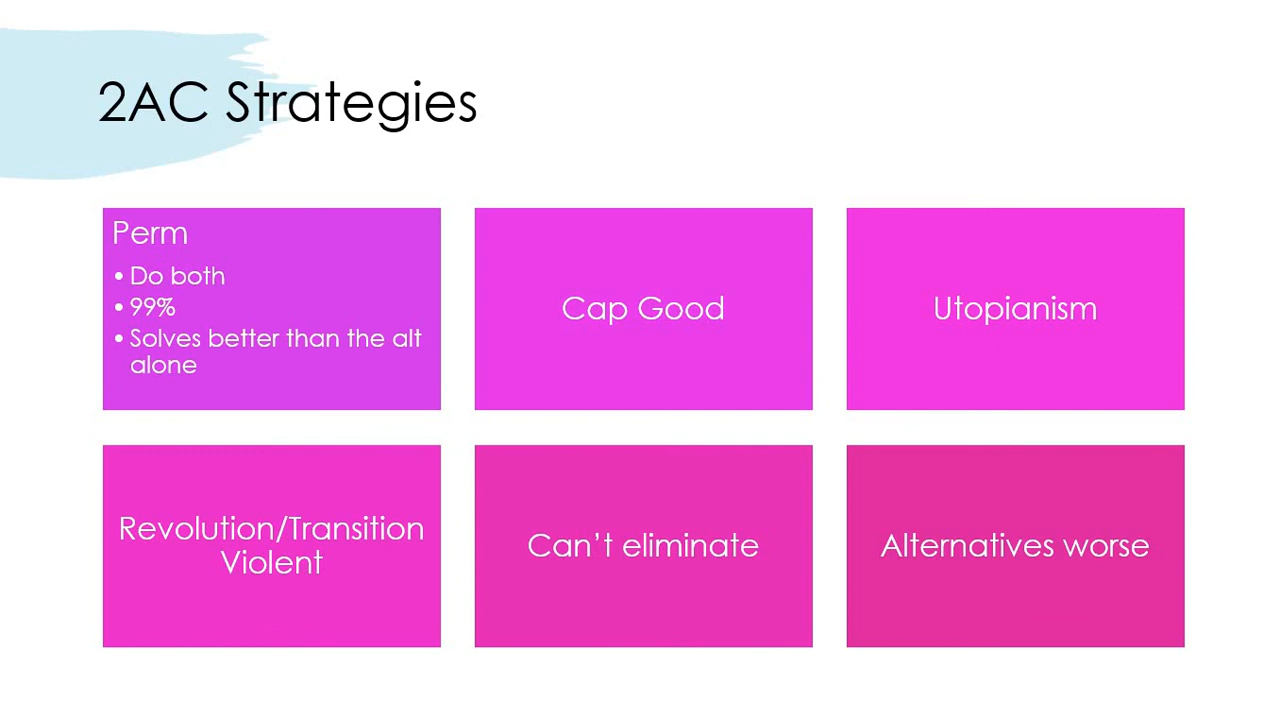 2AC Strategies
Perm
• Do both
• 99%
• Solves better than the alt
alone
Cap Good
Utopianism
Revolution/Transition
Violent
Can’t eliminate
Alternatives worse